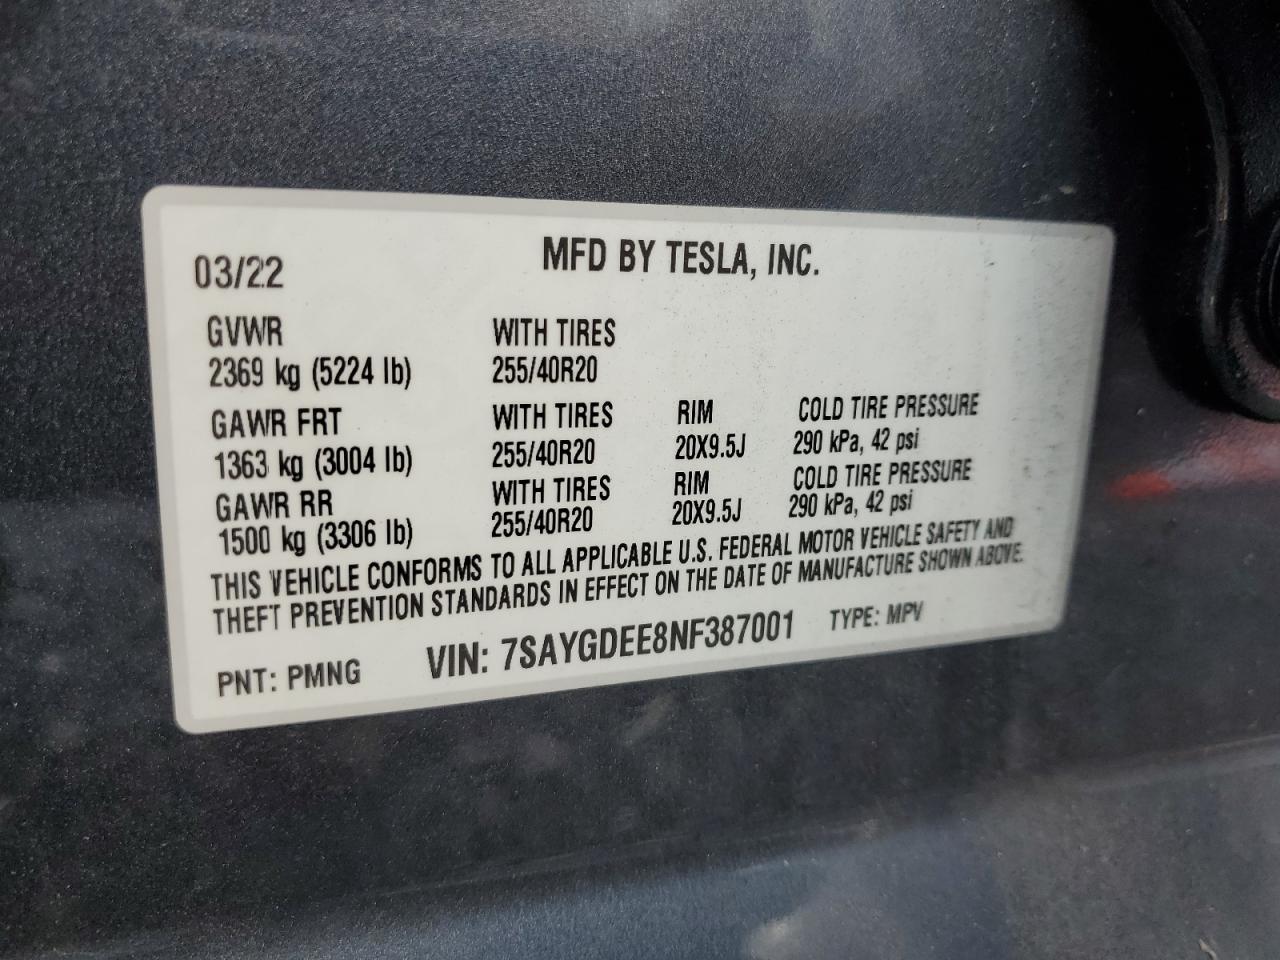 03/22 MFD BY TESLA, INC.
GVWR WITH TIRES
2369 kg (5224 lb) 255/40R20
GAWR FRT WITH TIRES RIM COLD TIRE PRESSURE
1363 kg (3004 lb) 255/40R20 20X9.5J 290 kPa, 42 psi
GAWR RR WITH TIRES RIM COLD TIRE PRESSURE
1500 kg (3306 lb) 255/40R20 20X9.5J 290 kPa, 42 psi
THIS VEHICLE CONFORMS TO ALL APPLICABLE U.S. FEDERAL MOTOR VEHICLE SAFETY AND
THEFT PREVENTION STANDARDS IN EFFECT ON THE DATE OF MANUFACTURE SHOWN ABOVE.
PNT: PMNG VIN: 7SAYGDEE8NF387001 TYPE: MPV